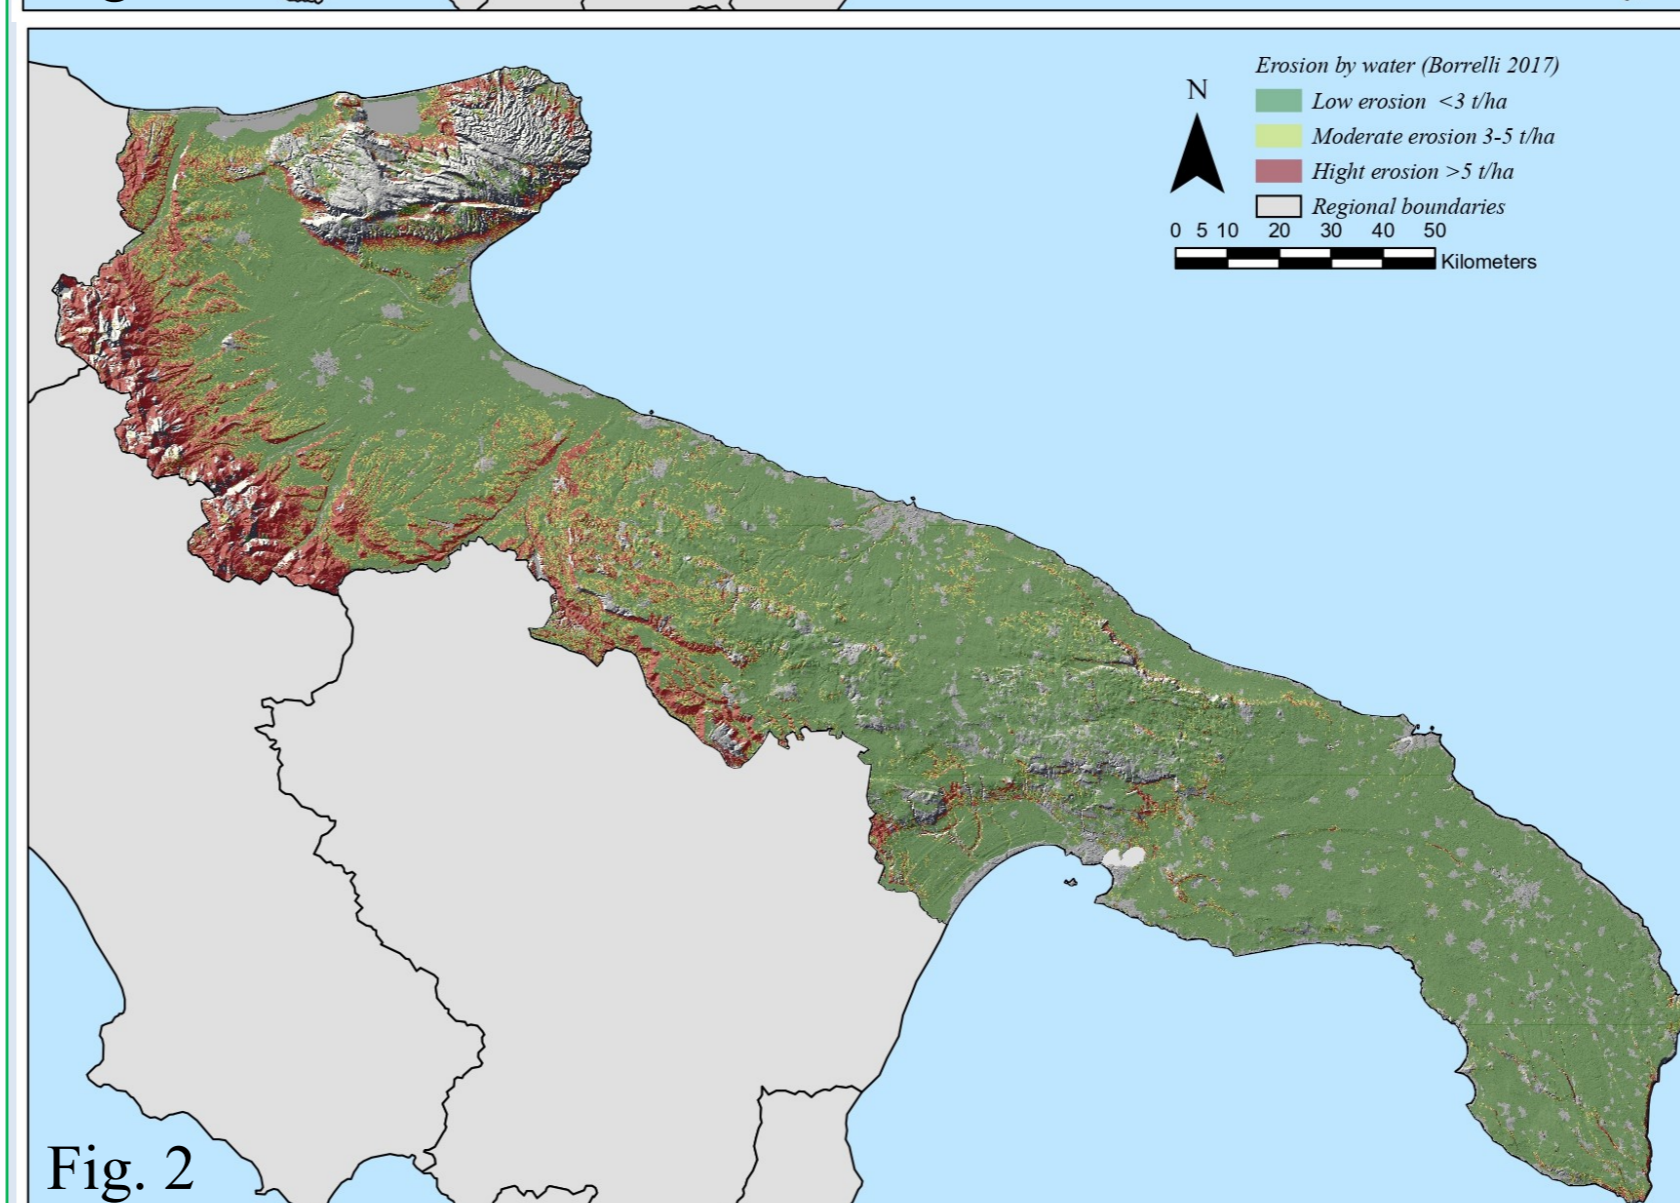 Erosion by water (Borrelli 2017)
N
Low erosion <3 t/ha
Moderate erosion 3-5 t/ha
Hight erosion >5 t/ha
Regional boundaries
0 5 10 20 30 40 50
Kilometers
Fig. 2